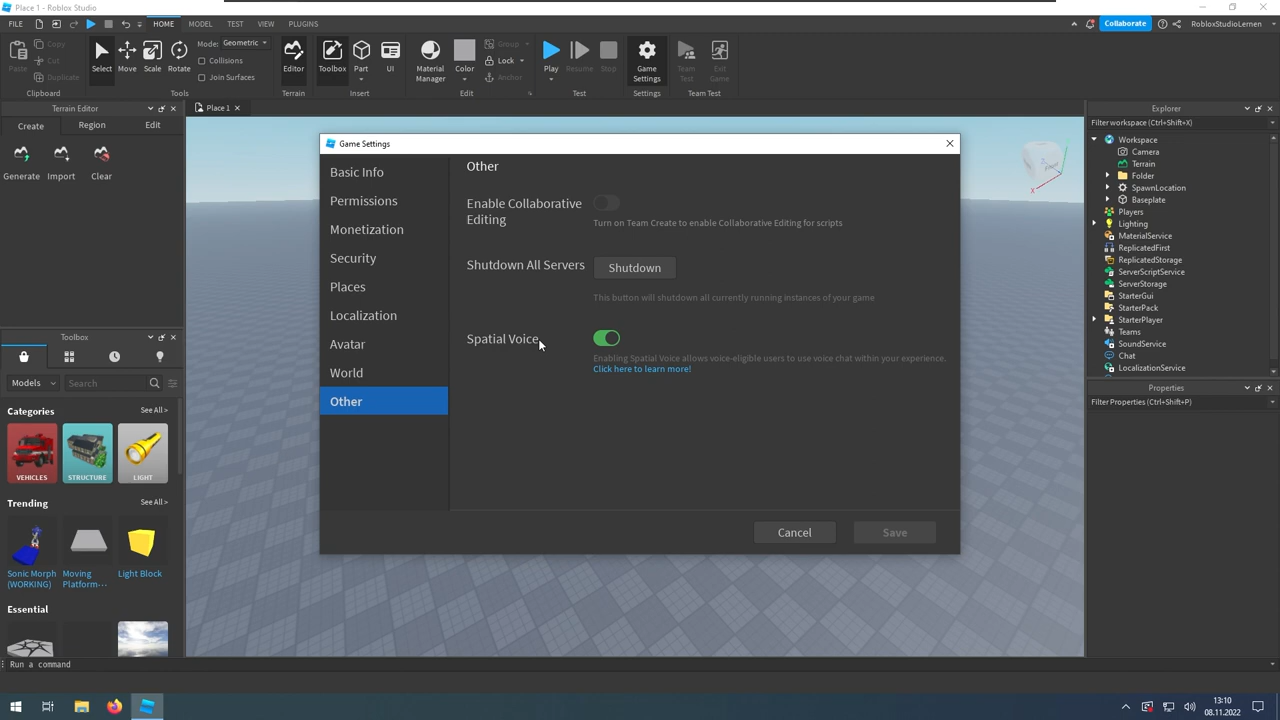 Place 1 - Roblox Studio
FILE
HOME
MODEL
TEST
VIEW
PLUGINS
Collaborate
RobloxStudioLernen
Paste
Copy
Cut
Duplicate
Clipboard
Select
Move
Scale
Rotate
Mode: Geometric
Collisions
Join Surfaces
Tools
Editor
Terrain
Toolbox
Part
UI
Insert
Material
Manager
Color
Group
Lock
Anchor
Edit
Play
Resume
Stop
Test
Game
Settings
Settings
Team
Test
Exit
Game
Team Test
Terrain Editor
Create
Region
Edit
Generate
Import
Clear
Place 1
Toolbox
Models
Search
Categories
See All >
VEHICLES
STRUCTURE
LIGHT
Trending
See All >
Sonic Morph
(WORKING)
Moving
Platform···
Light Block
Essential
Game Settings
Basic Info
Permissions
Monetization
Security
Places
Localization
Avatar
World
Other
Other
Enable Collaborative
Editing
Turn on Team Create to enable Collaborative Editing for scripts
Shutdown All Servers
Shutdown
This button will shutdown all currently running instances of your game
Spatial Voice
Enabling Spatial Voice allows voice-eligible users to use voice chat within your experience.
Click here to learn more!
Cancel
Save
Explorer
Filter workspace (Ctrl+Shift+X)
Workspace
Camera
Terrain
Folder
SpawnLocation
Baseplate
Players
Lighting
MaterialService
ReplicatedFirst
ReplicatedStorage
ServerScriptService
ServerStorage
StarterGui
StarterPack
StarterPlayer
Teams
SoundService
Chat
LocalizationService
Properties
Filter Properties (Ctrl+Shift+P)
Run a command
13:10
08.11.2022